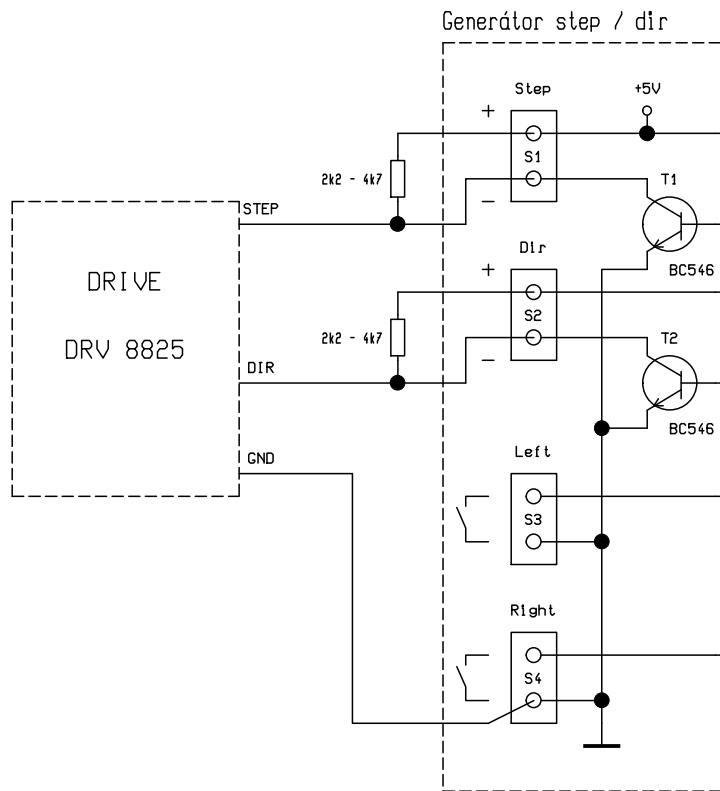 Generátor step / dir
Step
+5V
+
S1
2k2 - 4k7
T1
−
STEP
Dir
+
BC546
DRIVE
S2
2k2 - 4k7
T2
DRV 8825
−
DIR
BC546
Left
GND
S3
Right
S4